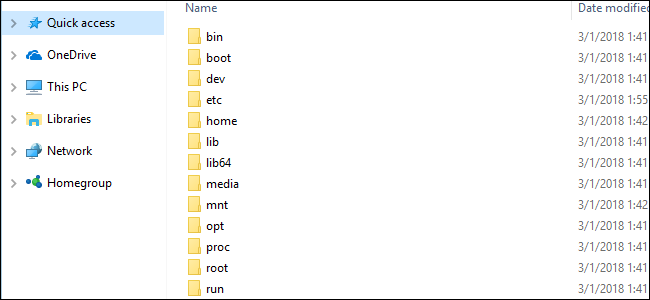 Name Date modified
Quick access
OneDrive
This PC
Libraries
Network
Homegroup
bin 3/1/2018 1:41
boot 3/1/2018 1:41
dev 3/1/2018 1:41
etc 3/1/2018 1:55
home 3/1/2018 1:42
lib 3/1/2018 1:41
lib64 3/1/2018 1:41
media 3/1/2018 1:41
mnt 3/1/2018 1:42
opt 3/1/2018 1:41
proc 3/1/2018 1:41
root 3/1/2018 1:41
run 3/1/2018 1:41